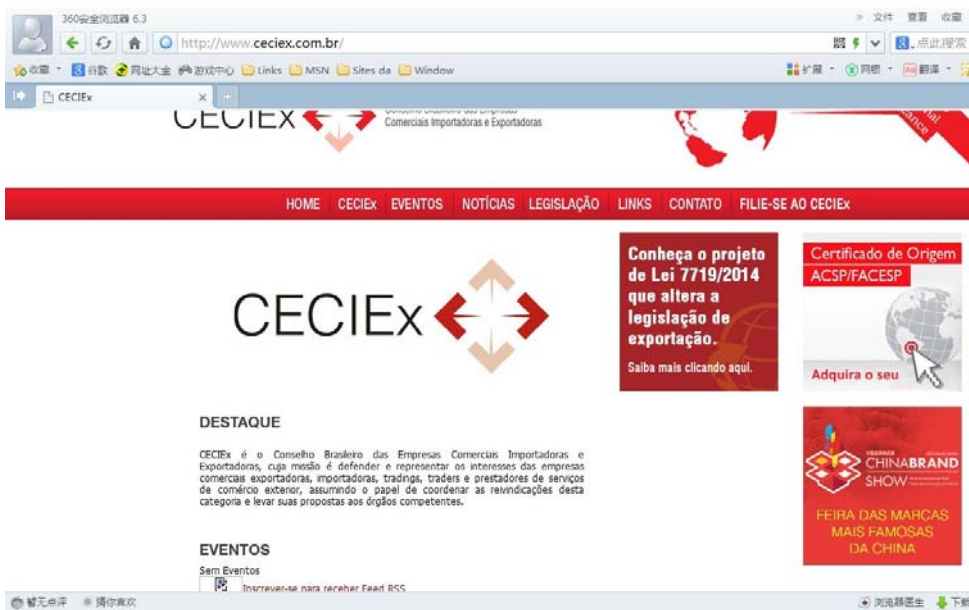 360安全浏览器 6.3
» 文件 查看 收藏
http://www.ceciex.com.br/
点此搜索
收藏 谷歌 网址大全 游戏中心 Links MSN Sites da Window
扩展 网银 翻译
CECIEx
CECIEx
Comerciais Importadoras e Exportadoras
HOME CECIEx EVENTOS NOTÍCIAS LEGISLAÇÃO LINKS CONTATO FILIE-SE AO CECIEx
CECIEx
Conheça o projeto
de Lei 7719/2014
que altera a
legislação de
exportação.
Saiba mais clicando aqui.
Certificado de Origem
ACSP/FACESP
Adquira o seu
DESTAQUE
CECIEx é o Conselho Brasileiro das Empresas Comerciais Importadoras e
Exportadoras, cuja missão é defender e representar os interesses das empresas
comerciais exportadoras, importadoras, tradings, traders e prestadores de serviços
de comércio exterior, assumindo o papel de coordenar as reivindicações desta
categoria e levar suas propostas aos órgãos competentes.
CHINABRAND
SHOW
FEIRA DAS MARCAS
MAIS FAMOSAS
DA CHINA
EVENTOS
Sem Eventos
Inscrever-se para receber Feed RSS
暂无点评 猜你喜欢
浏览器医生 下载